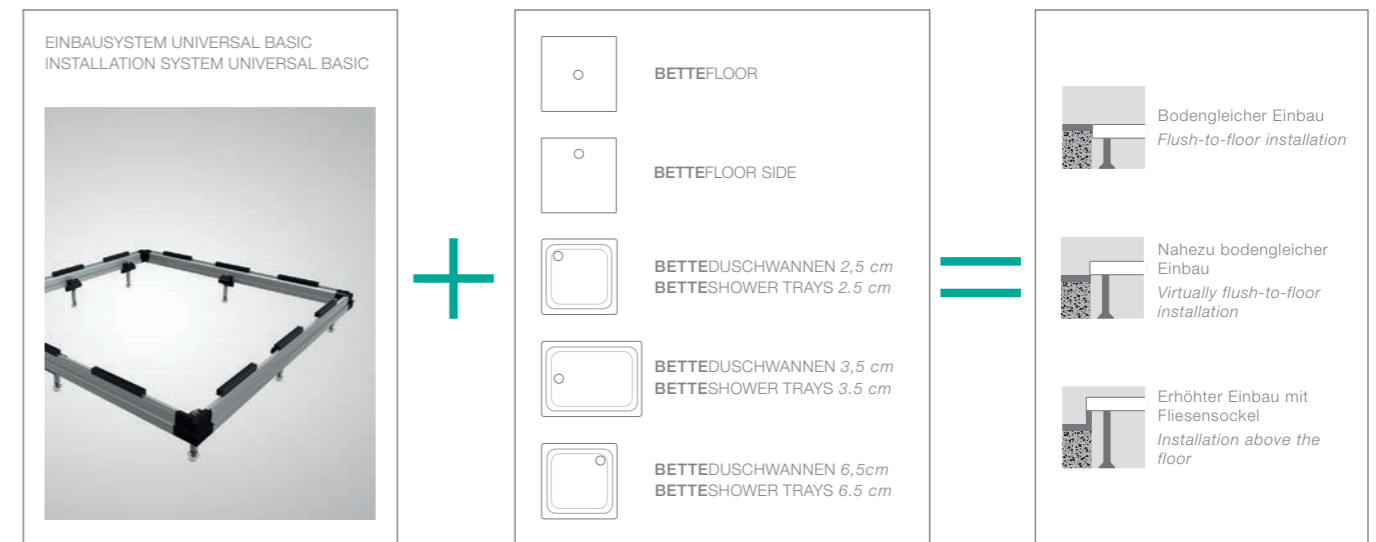 EINBAUSYSTEM UNIVERSAL BASIC
INSTALLATION SYSTEM UNIVERSAL BASIC
BETTEFLOOR
BETTEFLOOR SIDE
BETTEDUSCHWANNEN 2,5 cm
BETTESHOWER TRAYS 2.5 cm
BETTEDUSCHWANNEN 3,5 cm
BETTESHOWER TRAYS 3.5 cm
BETTEDUSCHWANNEN 6,5cm
BETTESHOWER TRAYS 6.5 cm
Bodengleicher Einbau
Flush-to-floor installation
Nahezu bodengleicher
Einbau
Virtually flush-to-floor
installation
Erhöhter Einbau mit
Fliesensockel
Installation above the
floor